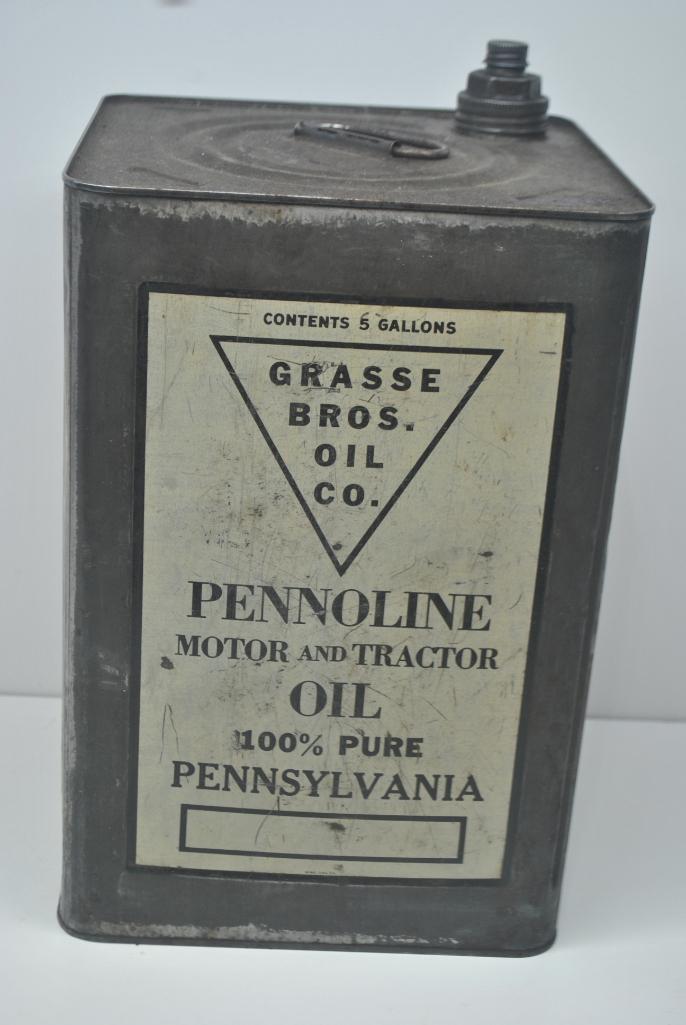 CONTENTS 5 GALLONS
GRASSE
BROS.
OIL
CO.
PENNOLINE
MOTOR AND TRACTOR
OIL
100% PURE
PENNSYLVANIA